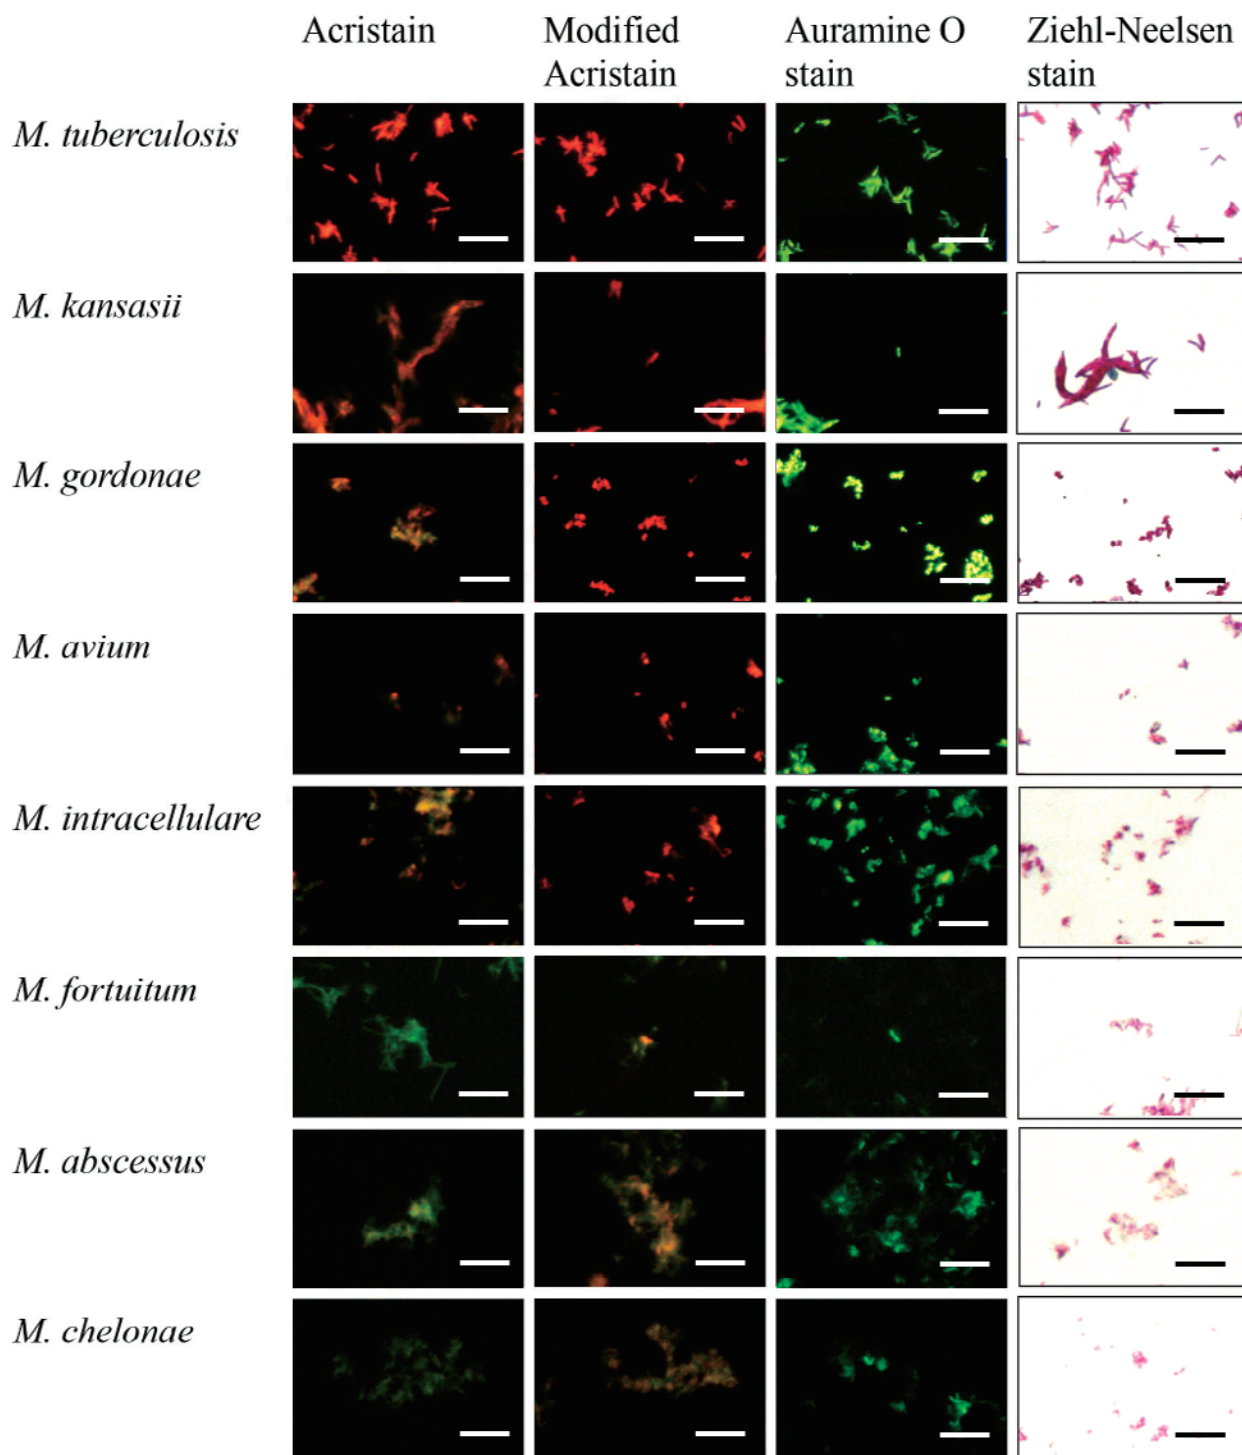 Acristain
Modified
Acristain
Auramine O
stain
Ziehl-Neelsen
stain
M. tuberculosis
M. kansasii
M. gordonae
M. avium
M. intracellulare
M. fortuitum
M. abscessus
M. chelonae